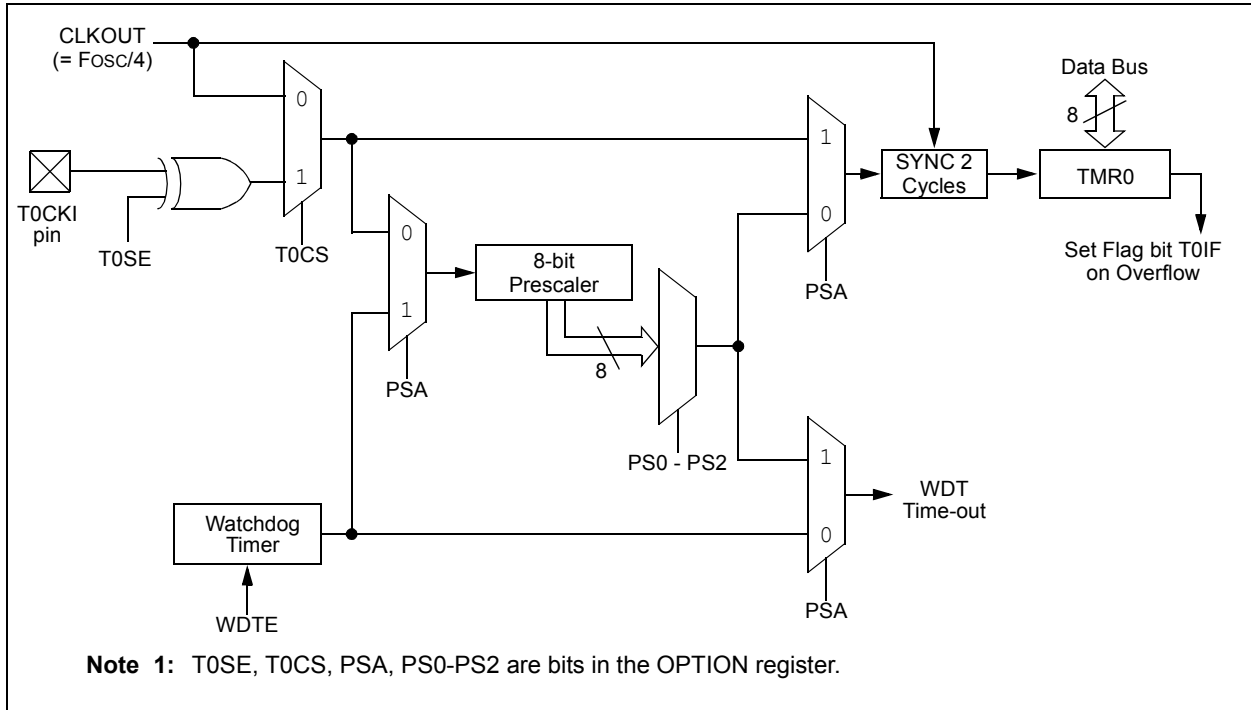 CLKOUT
(= FOSC/4)
0
1
T0CKI
pin
T0SE
T0CS
0
1
PSA
8-bit
Prescaler
8
PS0 - PS2
1
0
PSA
SYNC 2
Cycles
Data Bus
8
TMR0
Set Flag bit T0IF
on Overflow
1
0
PSA
WDT
Time-out
Watchdog
Timer
WDTE
Note 1: T0SE, T0CS, PSA, PS0-PS2 are bits in the OPTION register.